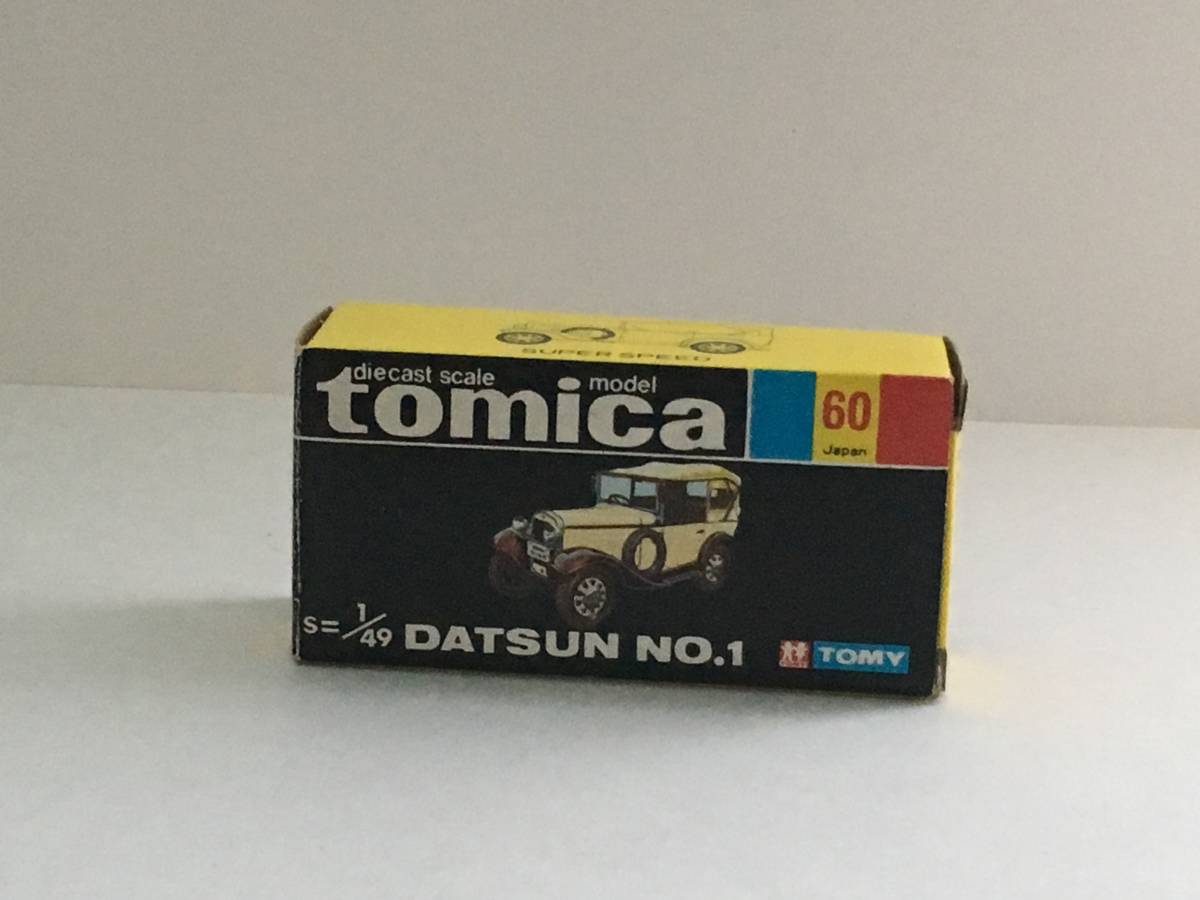 SUPER SPEED
diecast scale model
tomica
60
Japan
S=1/49 DATSUN NO.1
TOMY